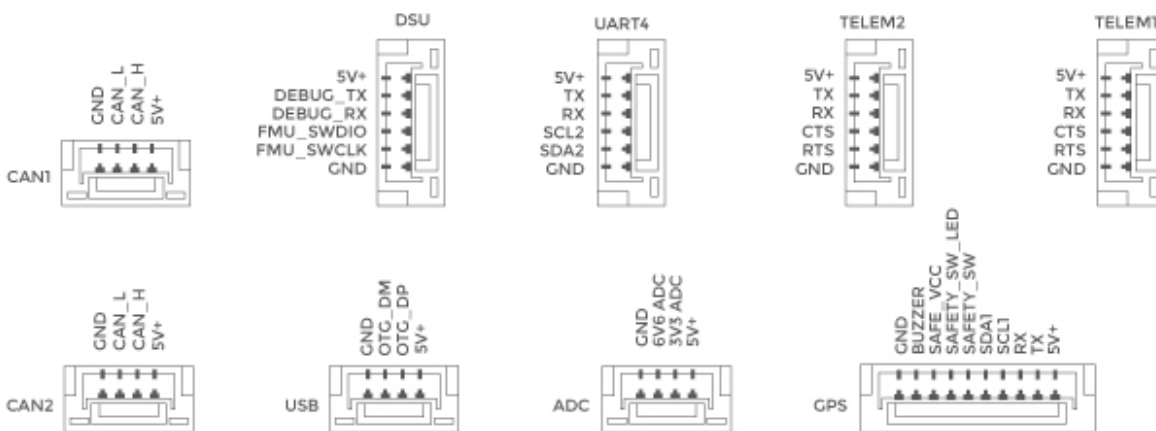 DSU
UART4
TELEM2
TELEM1
GND
CAN_L
CAN_H
5V+
CAN1
5V+
DEBUG_TX
DEBUG_RX
FMU_SWDIO
FMU_SWCLK
GND
5V+
TX
RX
SCL2
SDA2
GND
5V+
TX
RX
CTS
RTS
GND
5V+
TX
RX
CTS
RTS
GND
GND
CAN_L
CAN_H
5V+
CAN2
GND
OTG_DM
OTG_DP
5V+
USB
GND
6V6 ADC
3V3 ADC
5V+
ADC
GND
BUZZER
SAFE_VCC
SAFETY_SW_LED
SAFETY_SW
SDA1
SCL1
RX
TX
5V+
GPS